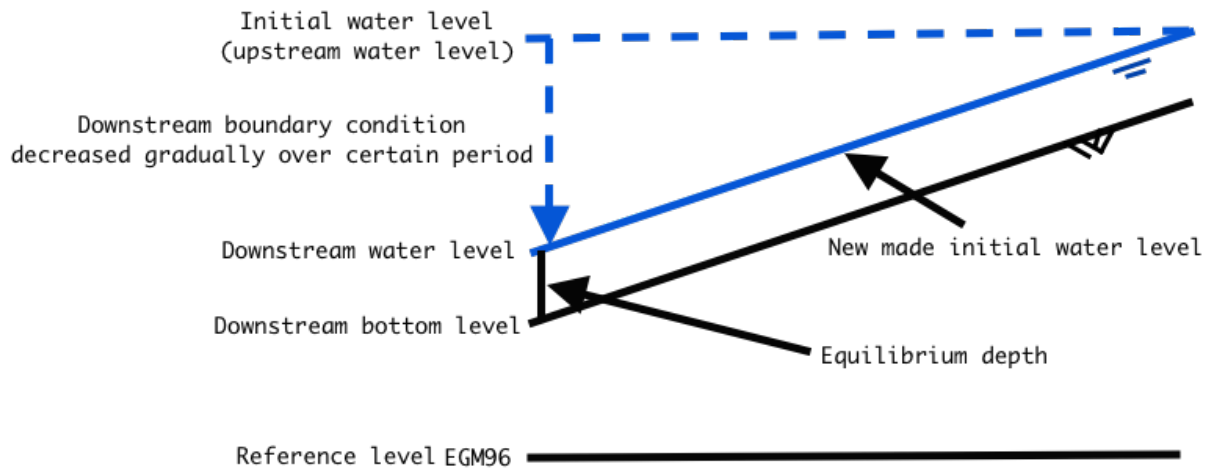 Initial water level
(upstream water level)
Downstream boundary condition
decreased gradually over certain period
Downstream water level
New made initial water level
Downstream bottom level
Equilibrium depth
Reference level EGM96